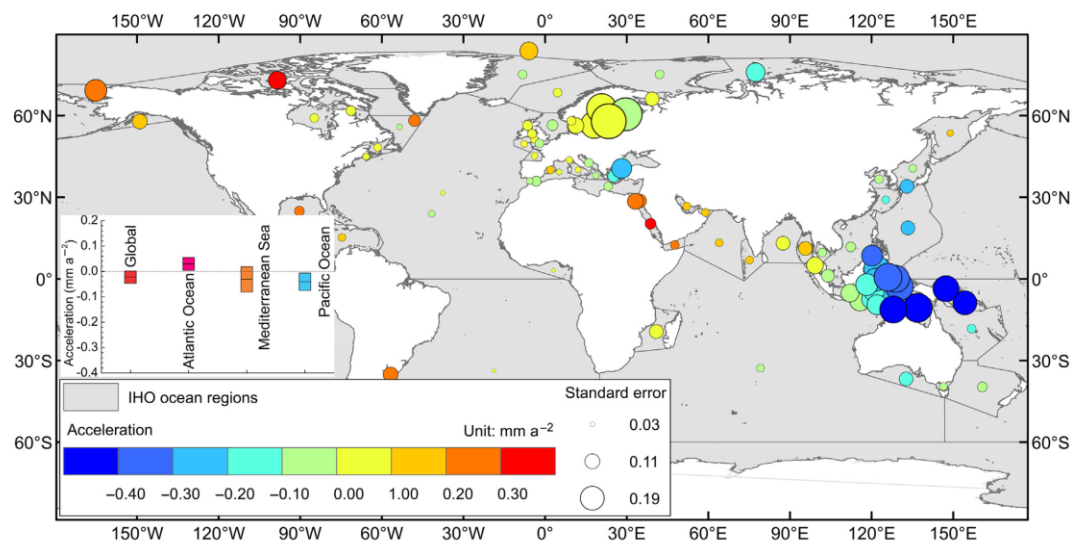 150°W 120°W 90°W 60°W 30°W 0° 30°E 60°E 90°E 120°E 150°E
60°N 60°N
30°N 30°N
0.2
0.1
0.0
−0.1
−0.2
−0.3
−0.4
Acceleration (mm a⁻²)
Global
Atlantic Ocean
Mediterranean Sea
Pacific Ocean
0° 0°
30°S 30°S
IHO ocean regions
Standard error
Acceleration Unit: mm a⁻²
0.03
0.11
0.19
−0.40 −0.30 −0.20 −0.10 0.00 1.00 0.20 0.30
60°S 60°S
150°W 120°W 90°W 60°W 30°W 0° 30°E 60°E 90°E 120°E 150°E